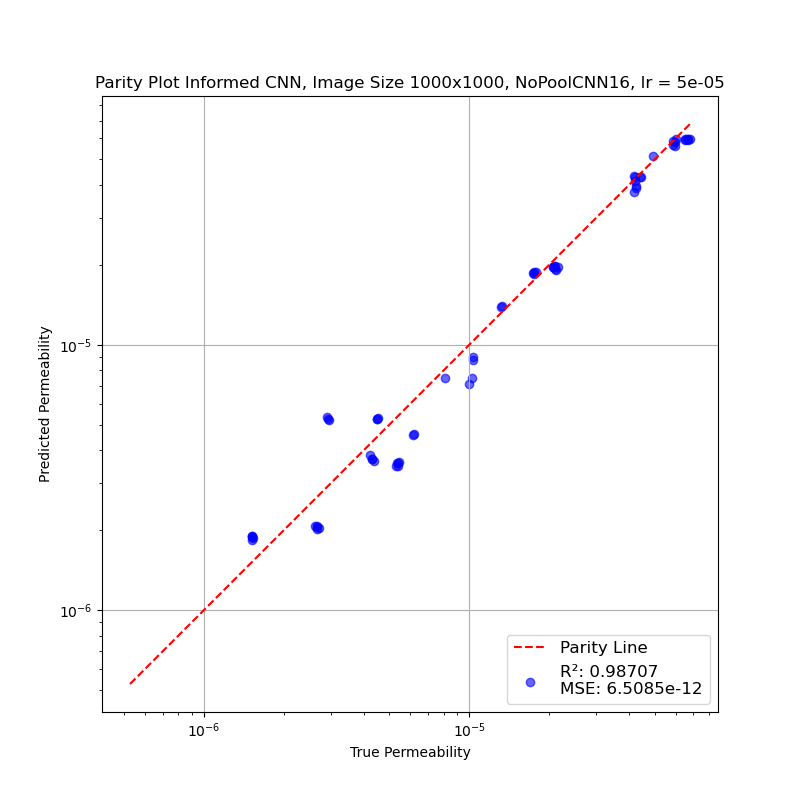 Parity Plot Informed CNN, Image Size 1000x1000, NoPoolCNN16, lr = 5e-05
Predicted Permeability
10⁻⁵
10⁻⁶
Parity Line
R²: 0.98707
MSE: 6.5085e-12
10⁻⁶
10⁻⁵
True Permeability